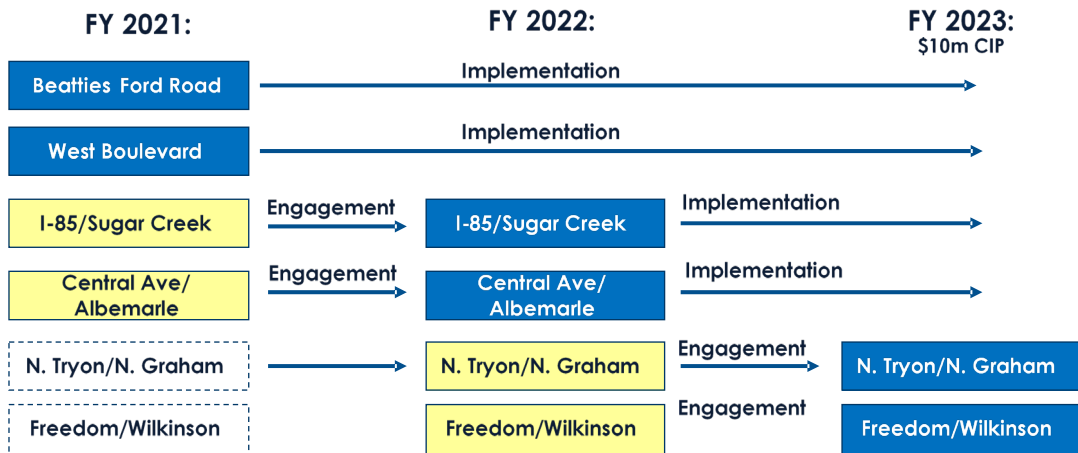 FY 2021:
FY 2022:
FY 2023:
$10m CIP
Beatties Ford Road
Implementation
West Boulevard
Implementation
I-85/Sugar Creek
Engagement
I-85/Sugar Creek
Implementation
Central Ave/
Albemarle
Engagement
Central Ave/
Albemarle
Implementation
N. Tryon/N. Graham
N. Tryon/N. Graham
Engagement
N. Tryon/N. Graham
Freedom/Wilkinson
Freedom/Wilkinson
Engagement
Freedom/Wilkinson